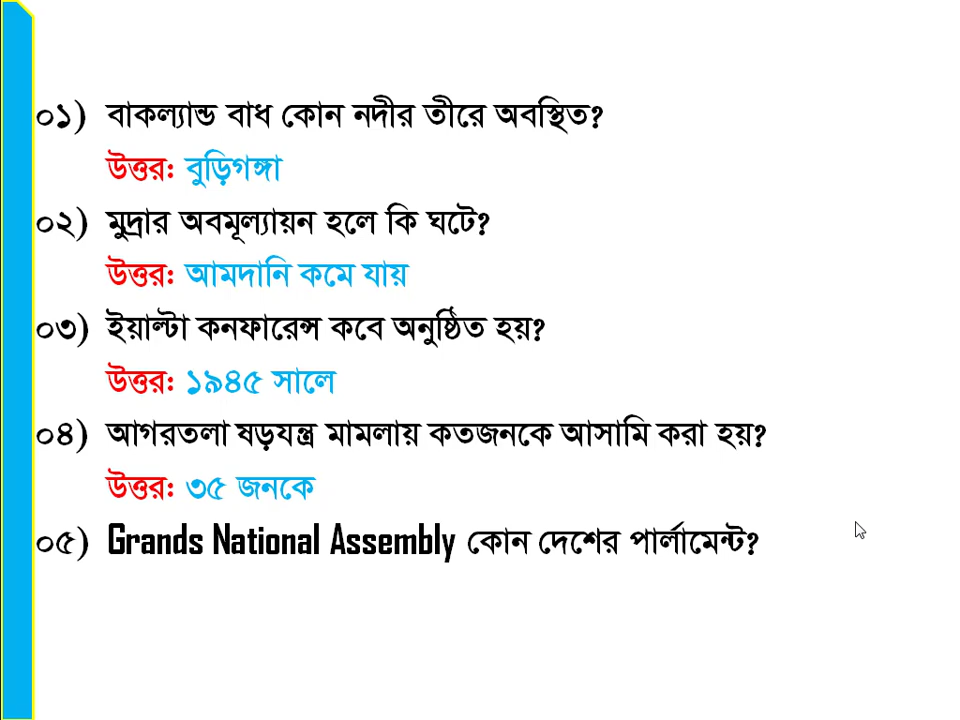 ০১) বাকল্যান্ড বাধ কোন নদীর তীরে অবস্থিত?
উত্তর: বুড়িগঙ্গা
০২) মুদ্রার অবমূল্যায়ন হলে কি ঘটে?
উত্তর: আমদানি কমে যায়
০৩) ইয়াল্টা কনফারেন্স কবে অনুষ্ঠিত হয়?
উত্তর: ১৯৪৫ সালে
০৪) আগরতলা ষড়যন্ত্র মামলায় কতজনকে আসামি করা হয়?
উত্তর: ৩৫ জনকে
০৫) Grands National Assembly কোন দেশের পার্লামেন্ট?